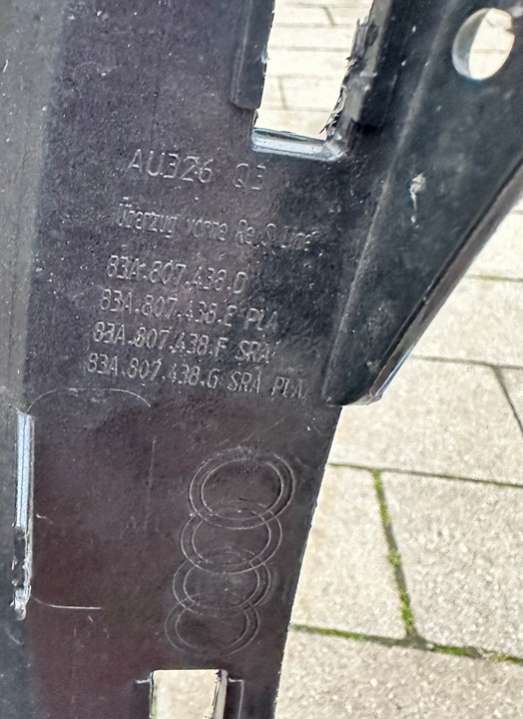 AU326 Q3
Überzug vorne Re S Line
83A.807.438.D
83A.807.438.E PLA
83A.807.438.F SRA
83A.807.438.G SRA PLA